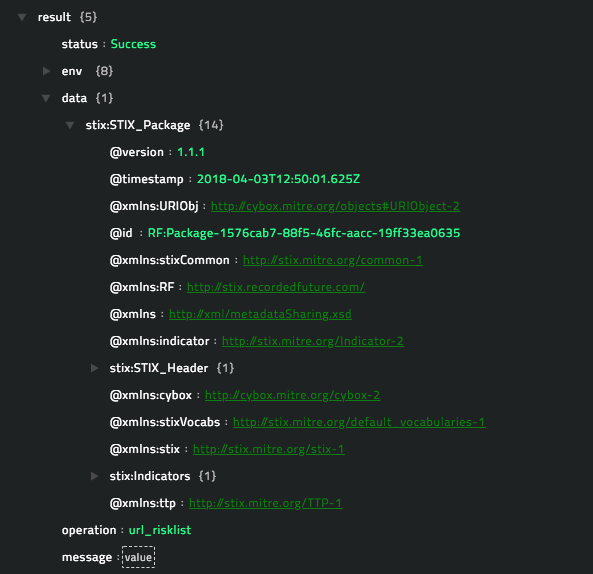 result {5}
status : Success
env {8}
data {1}
stix:STIX_Package {14}
@version : 1.1.1
@timestamp : 2018-04-03T12:50:01.625Z
@xmlns:URIObj : http://cybox.mitre.org/objects#URIObject-2
@id : RF:Package-1576cab7-88f5-46fc-aacc-19ff33ea0635
@xmlns:stixCommon : http://stix.mitre.org/common-1
@xmlns:RF : http://stix.recordedfuture.com/
@xmlns : http://xml/metadataSharing.xsd
@xmlns:indicator : http://stix.mitre.org/Indicator-2
stix:STIX_Header {1}
@xmlns:cybox : http://cybox.mitre.org/cybox-2
@xmlns:stixVocabs : http://stix.mitre.org/default_vocabularies-1
@xmlns:stix : http://stix.mitre.org/stix-1
stix:Indicators {1}
@xmlns:ttp : http://stix.mitre.org/TTP-1
operation : url_risklist
message : value